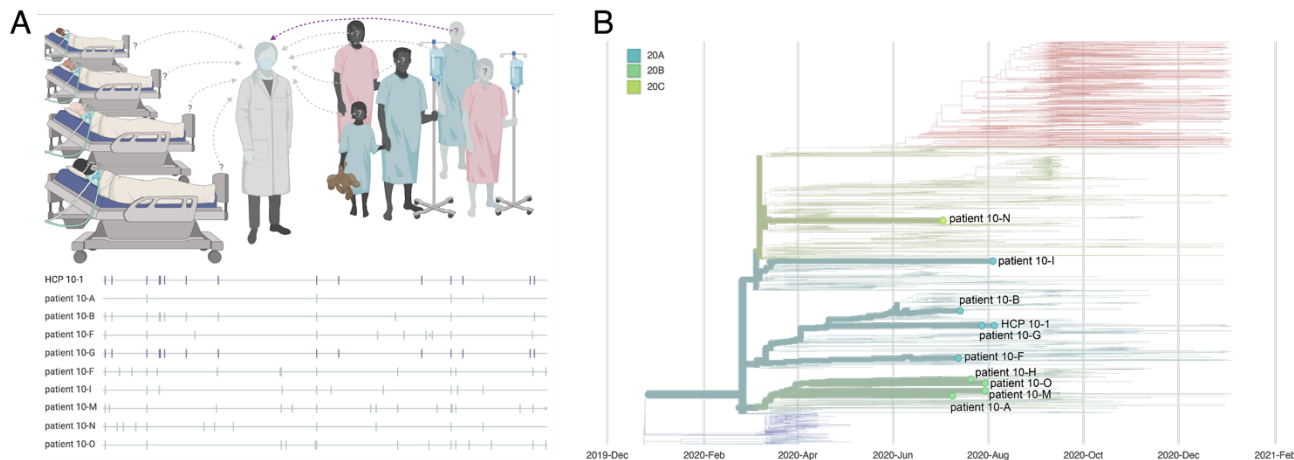 A
?
?
?
?
?
?
?
?
?
HCP 10-1
patient 10-A
patient 10-B
patient 10-F
patient 10-G
patient 10-F
patient 10-I
patient 10-M
patient 10-N
patient 10-O
B
20A
20B
20C
patient 10-N
patient 10-I
patient 10-B
HCP 10-1
patient 10-G
patient 10-F
patient 10-H
patient 10-O
patient 10-M
patient 10-A
2019-Dec 2020-Feb 2020-Apr 2020-Jun 2020-Aug 2020-Oct 2020-Dec 2021-Feb